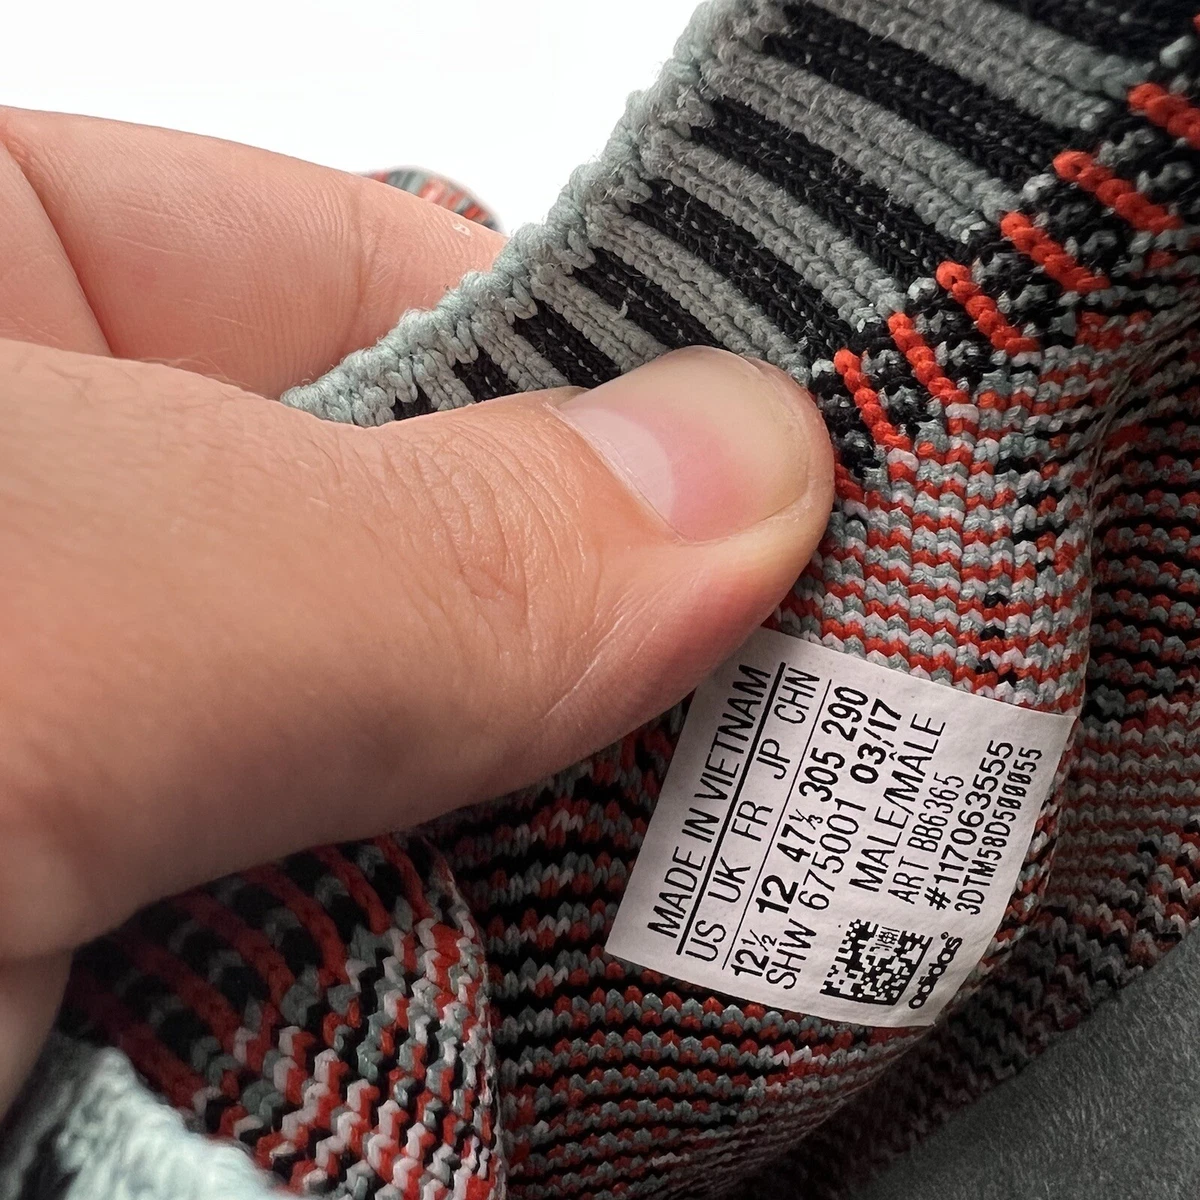 MADE IN VIETNAM
US UK FR JP CHN
12½ 12 47⅓ 305 290
SHW 675001 03/17
MALE/MÂLE
ART BB6365
#117063555
3DTM58D500055
adidas®